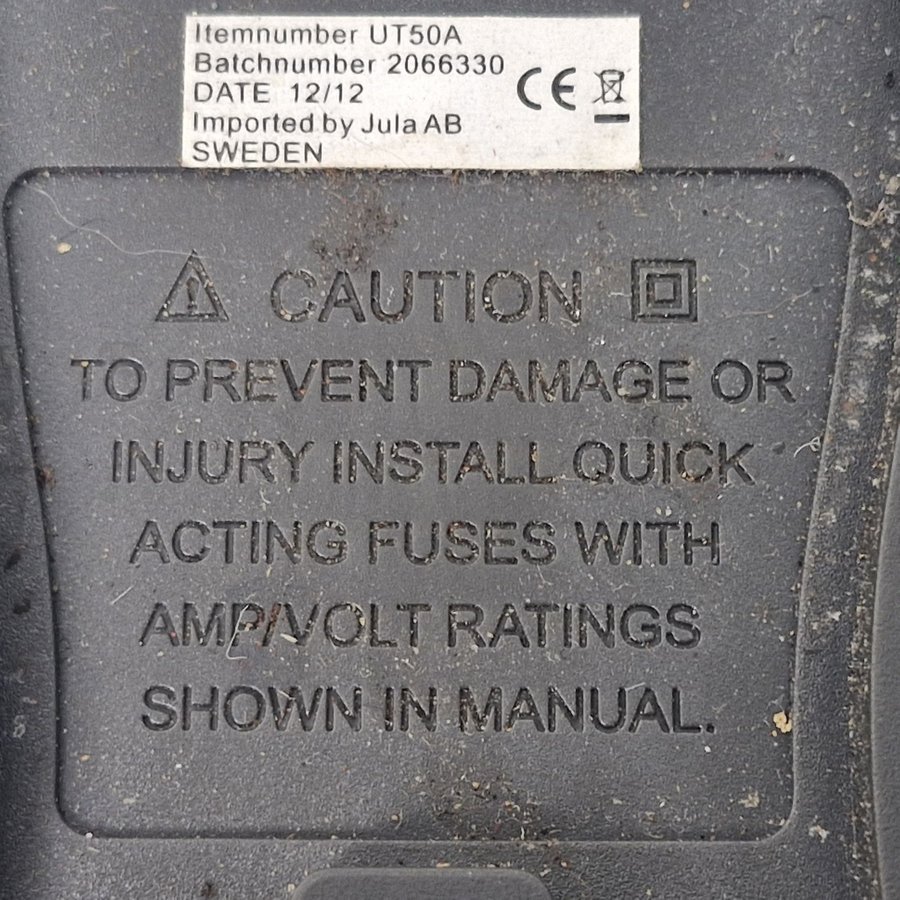 Itemnumber UT50A
Batchnumber 2066330
DATE 12/12
Imported by Jula AB
SWEDEN
CE
CAUTION
TO PREVENT DAMAGE OR
INJURY INSTALL QUICK
ACTING FUSES WITH
AMP/VOLT RATINGS
SHOWN IN MANUAL.